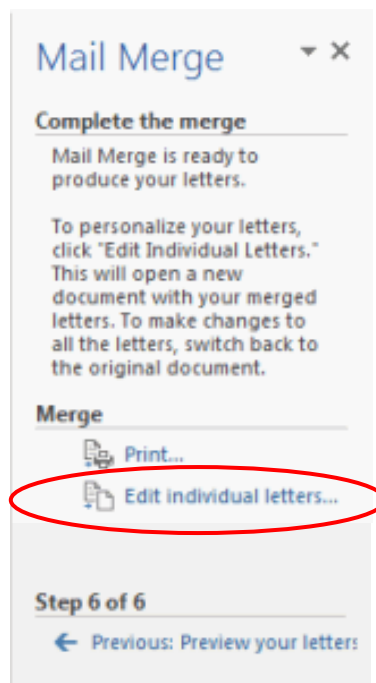 Mail Merge
Complete the merge
Mail Merge is ready to
produce your letters.
To personalize your letters,
click "Edit Individual Letters."
This will open a new
document with your merged
letters. To make changes to
all the letters, switch back to
the original document.
Merge
Print...
Edit individual letters...
Step 6 of 6
Previous: Preview your letters